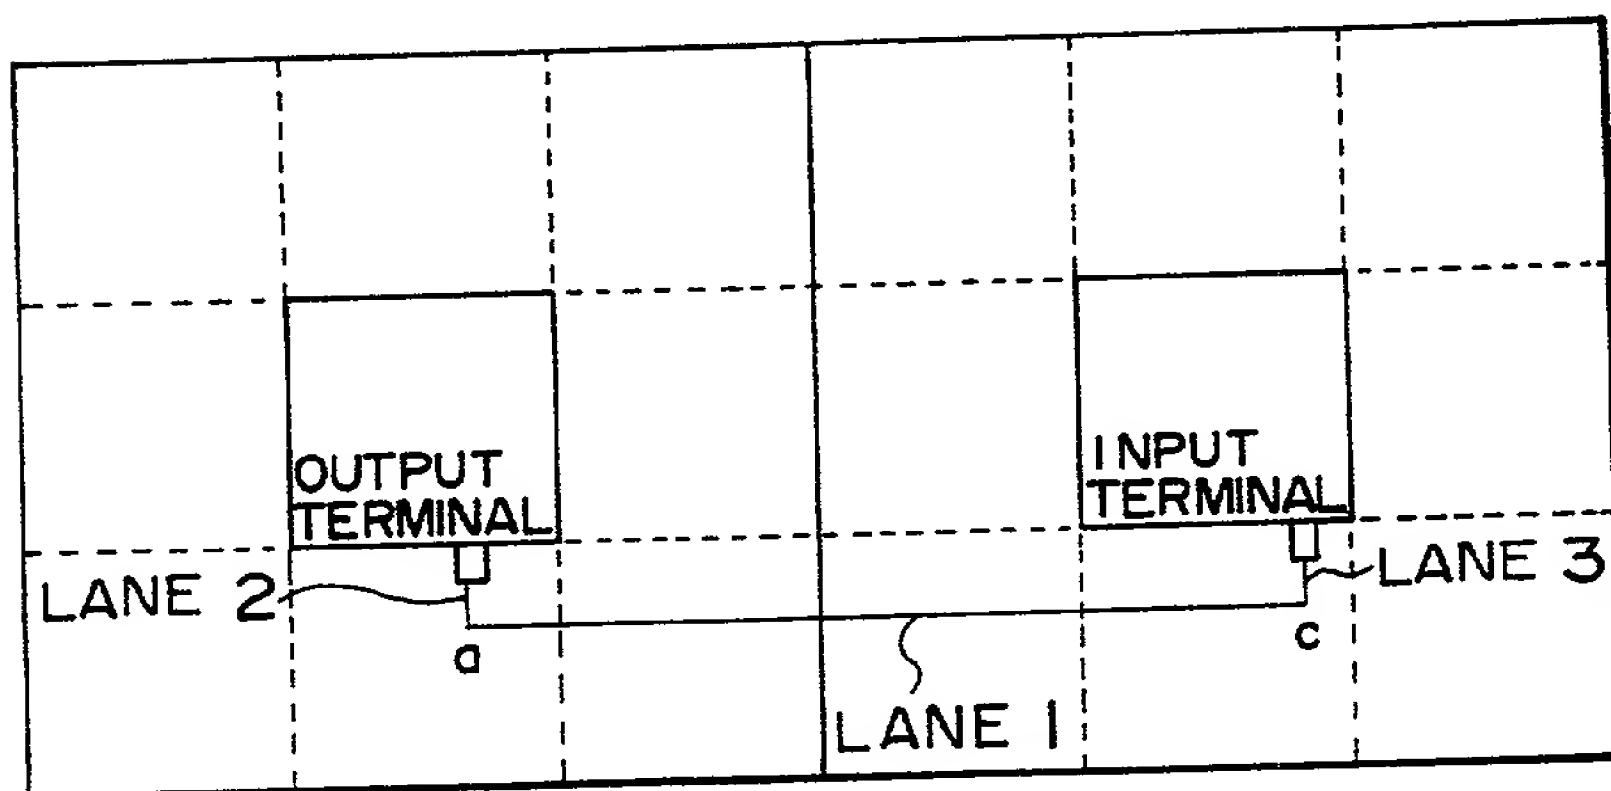 OUTPUT
TERMINAL
INPUT
TERMINAL
LANE 2
LANE 3
a
c
LANE 1